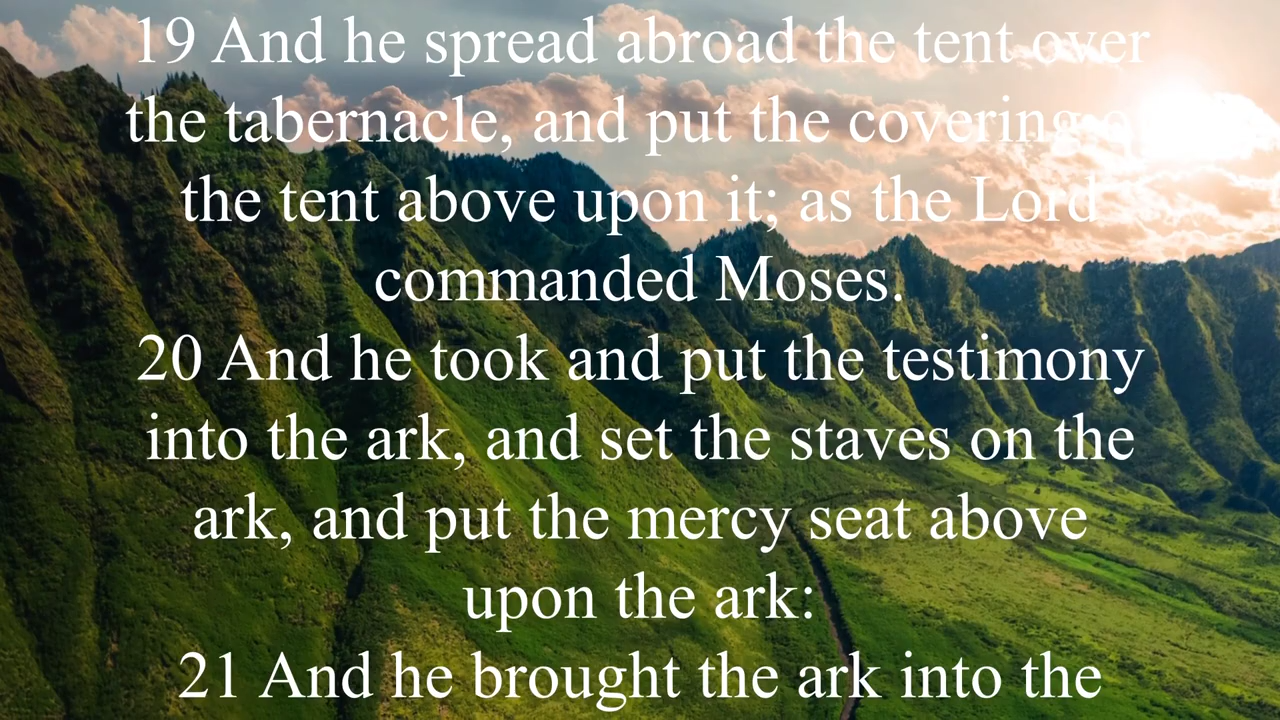 19 And he spread abroad the tent over
the tabernacle, and put the covering of
the tent above upon it; as the Lord
commanded Moses.
20 And he took and put the testimony
into the ark, and set the staves on the
ark, and put the mercy seat above
upon the ark:
21 And he brought the ark into the